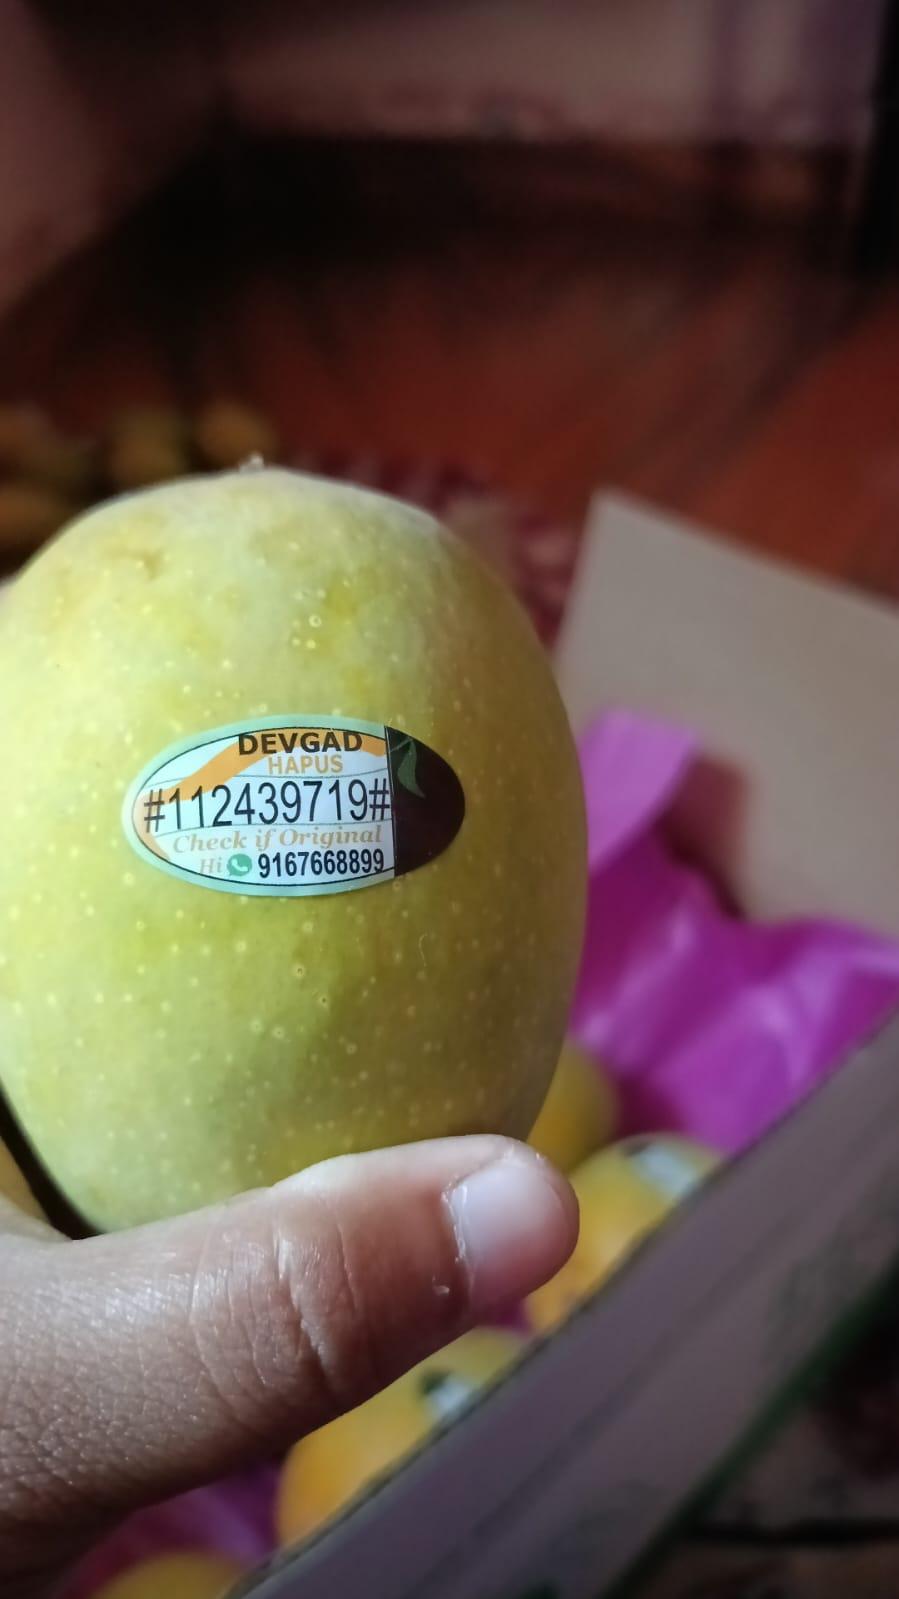 DEVGAD
HAPUS
#112439719#
Check if Original
Hi 9167668899